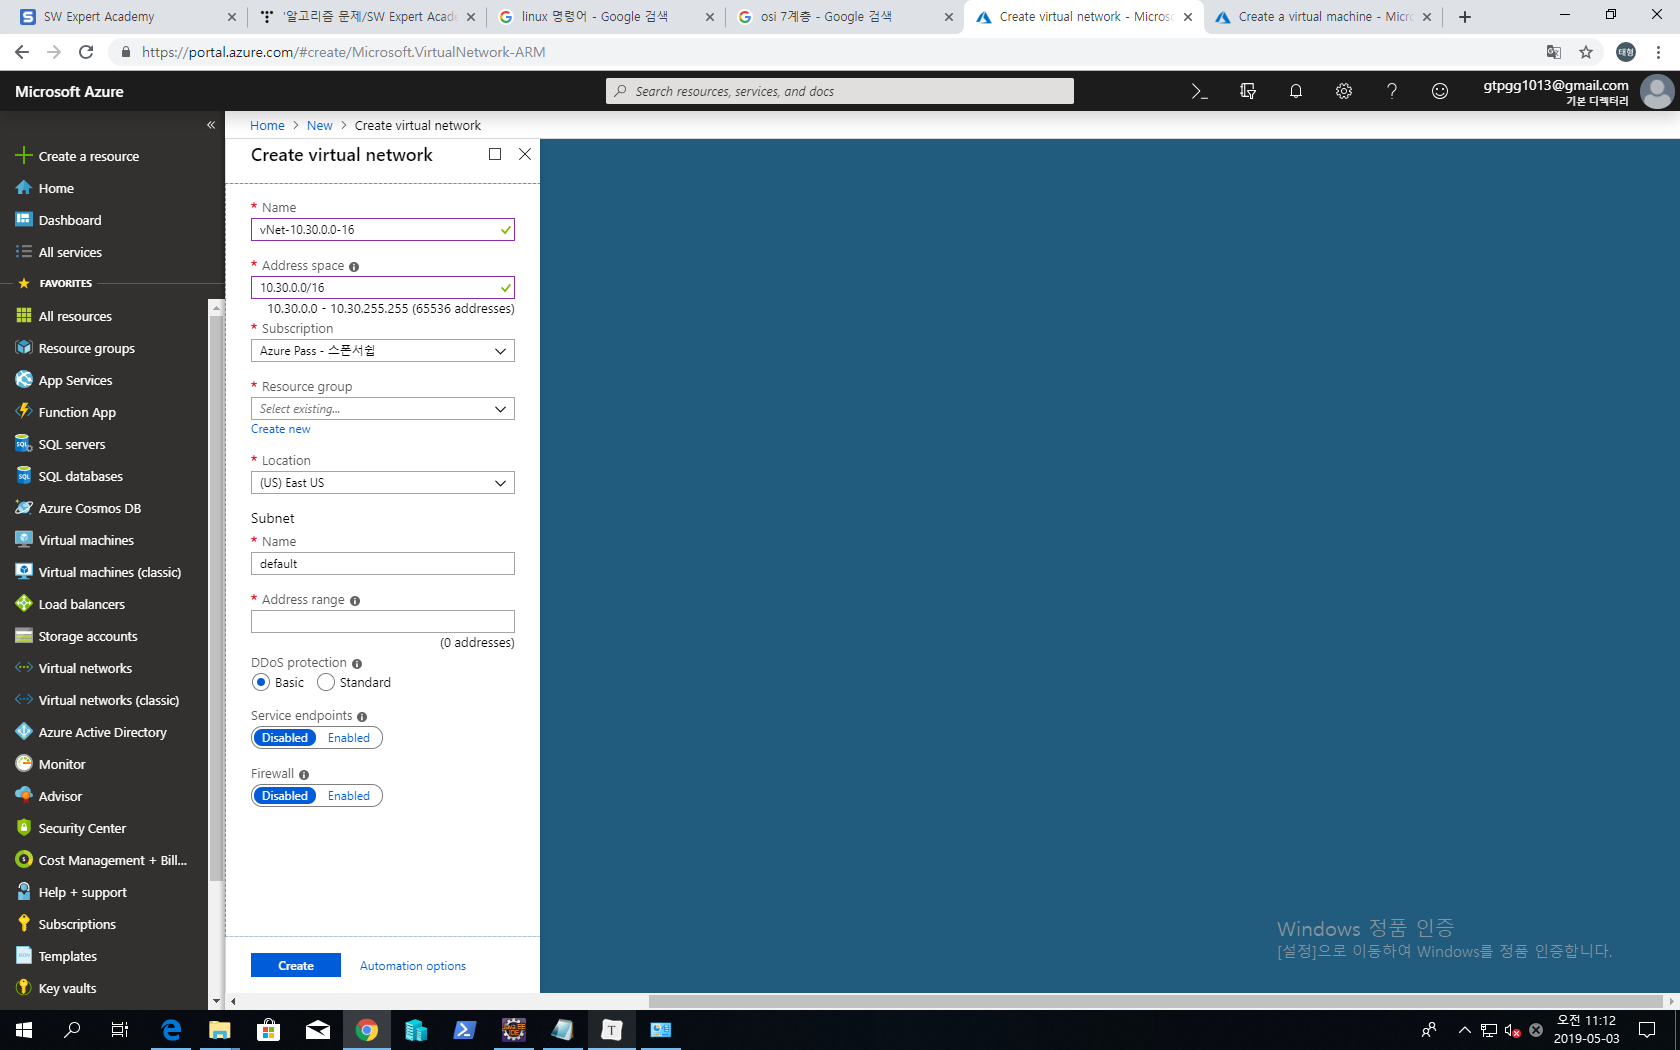 SW Expert Academy
'알고리즘 문제/SW Expert Acade
linux 명령어 - Google 검색
osi 7계층 - Google 검색
Create virtual network - Microso
Create a virtual machine - Micro
https://portal.azure.com/#create/Microsoft.VirtualNetwork-ARM
태형
Microsoft Azure
Search resources, services, and docs
gtpgg1013@gmail.com
기본 디렉터리
Home > New > Create virtual network
Create virtual network
Create a resource
Home
Dashboard
All services
FAVORITES
All resources
Resource groups
App Services
Function App
SQL servers
SQL databases
Azure Cosmos DB
Virtual machines
Virtual machines (classic)
Load balancers
Storage accounts
Virtual networks
Virtual networks (classic)
Azure Active Directory
Monitor
Advisor
Security Center
Cost Management + Bill...
Help + support
Subscriptions
Templates
Key vaults
* Name
vNet-10.30.0.0-16
* Address space
10.30.0.0/16
10.30.0.0 - 10.30.255.255 (65536 addresses)
* Subscription
Azure Pass - 스폰서쉽
* Resource group
Select existing...
Create new
* Location
(US) East US
Subnet
* Name
default
* Address range
(0 addresses)
DDoS protection
Basic Standard
Service endpoints
Disabled Enabled
Firewall
Disabled Enabled
Create Automation options
Windows 정품 인증
[설정]으로 이동하여 Windows를 정품 인증합니다.
오전 11:12
2019-05-03